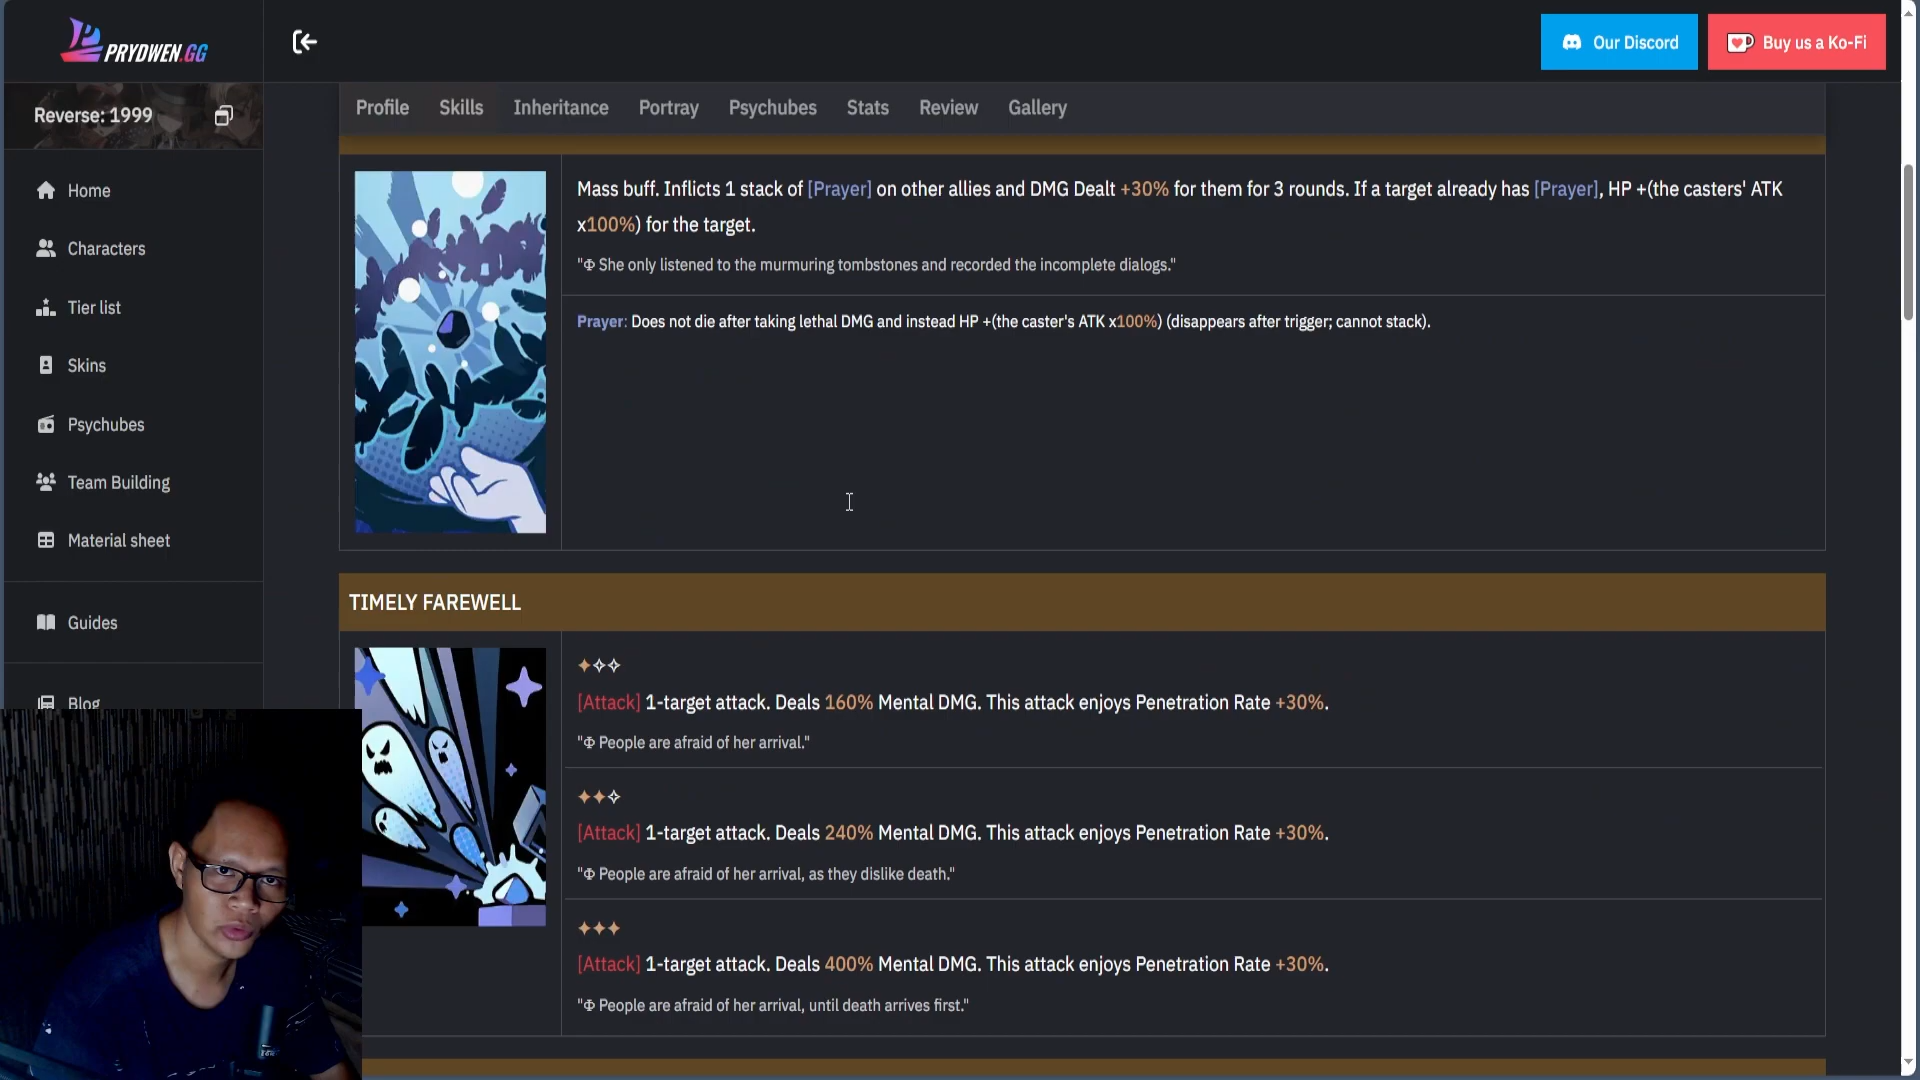 PRYDWEN.GG
Our Discord
Buy us a Ko-Fi
Reverse: 1999
Profile
Skills
Inheritance
Portray
Psychubes
Stats
Review
Gallery
Home
Characters
Tier list
Skins
Psychubes
Team Building
Material sheet
Guides
Blog
Mass buff. Inflicts 1 stack of [Prayer] on other allies and DMG Dealt +30% for them for 3 rounds. If a target already has [Prayer], HP +(the casters' ATK
x100%) for the target.
"Φ She only listened to the murmuring tombstones and recorded the incomplete dialogs."
Prayer: Does not die after taking lethal DMG and instead HP +(the caster's ATK x100%) (disappears after trigger; cannot stack).
TIMELY FAREWELL
[Attack] 1-target attack. Deals 160% Mental DMG. This attack enjoys Penetration Rate +30%.
"Φ People are afraid of her arrival."
[Attack] 1-target attack. Deals 240% Mental DMG. This attack enjoys Penetration Rate +30%.
"Φ People are afraid of her arrival, as they dislike death."
[Attack] 1-target attack. Deals 400% Mental DMG. This attack enjoys Penetration Rate +30%.
"Φ People are afraid of her arrival, until death arrives first."